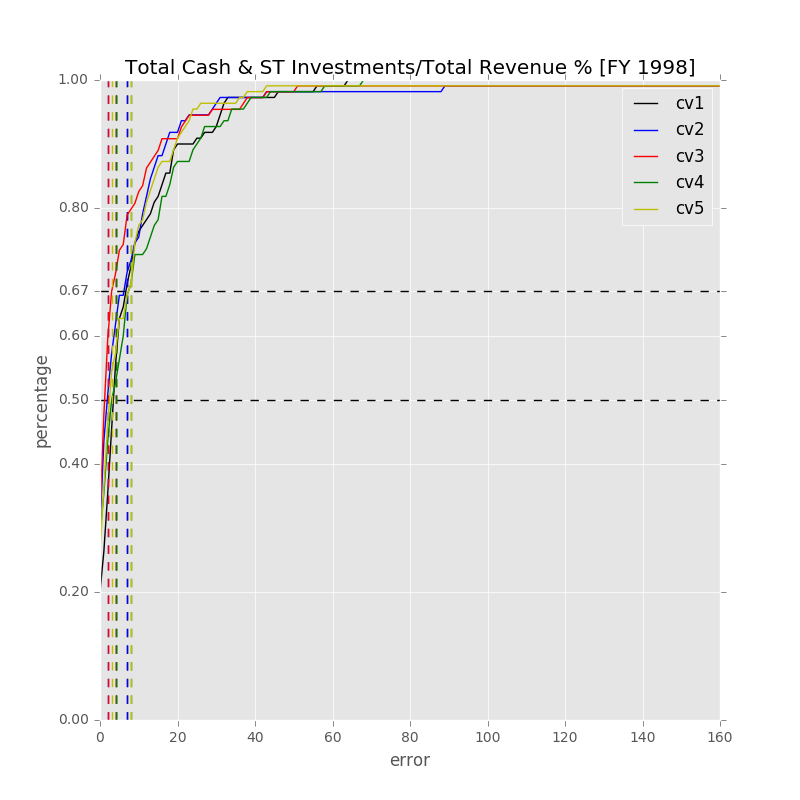 Total Cash & ST Investments/Total Revenue % [FY 1998]
1.00
0.80
0.67
0.60
0.50
0.40
0.20
0.00
percentage
cv1
cv2
cv3
cv4
cv5
0 20 40 60 80 100 120 140 160
error